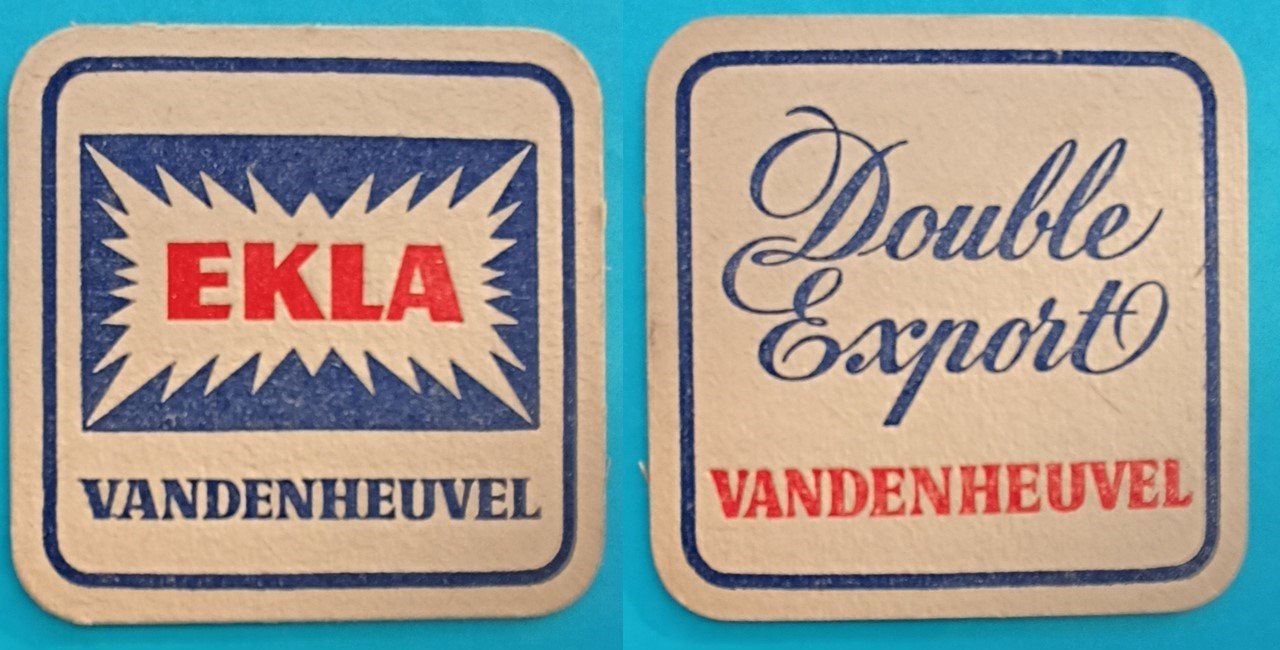 EKLA
VANDENHEUVEL
Double
Export
VANDENHEUVEL